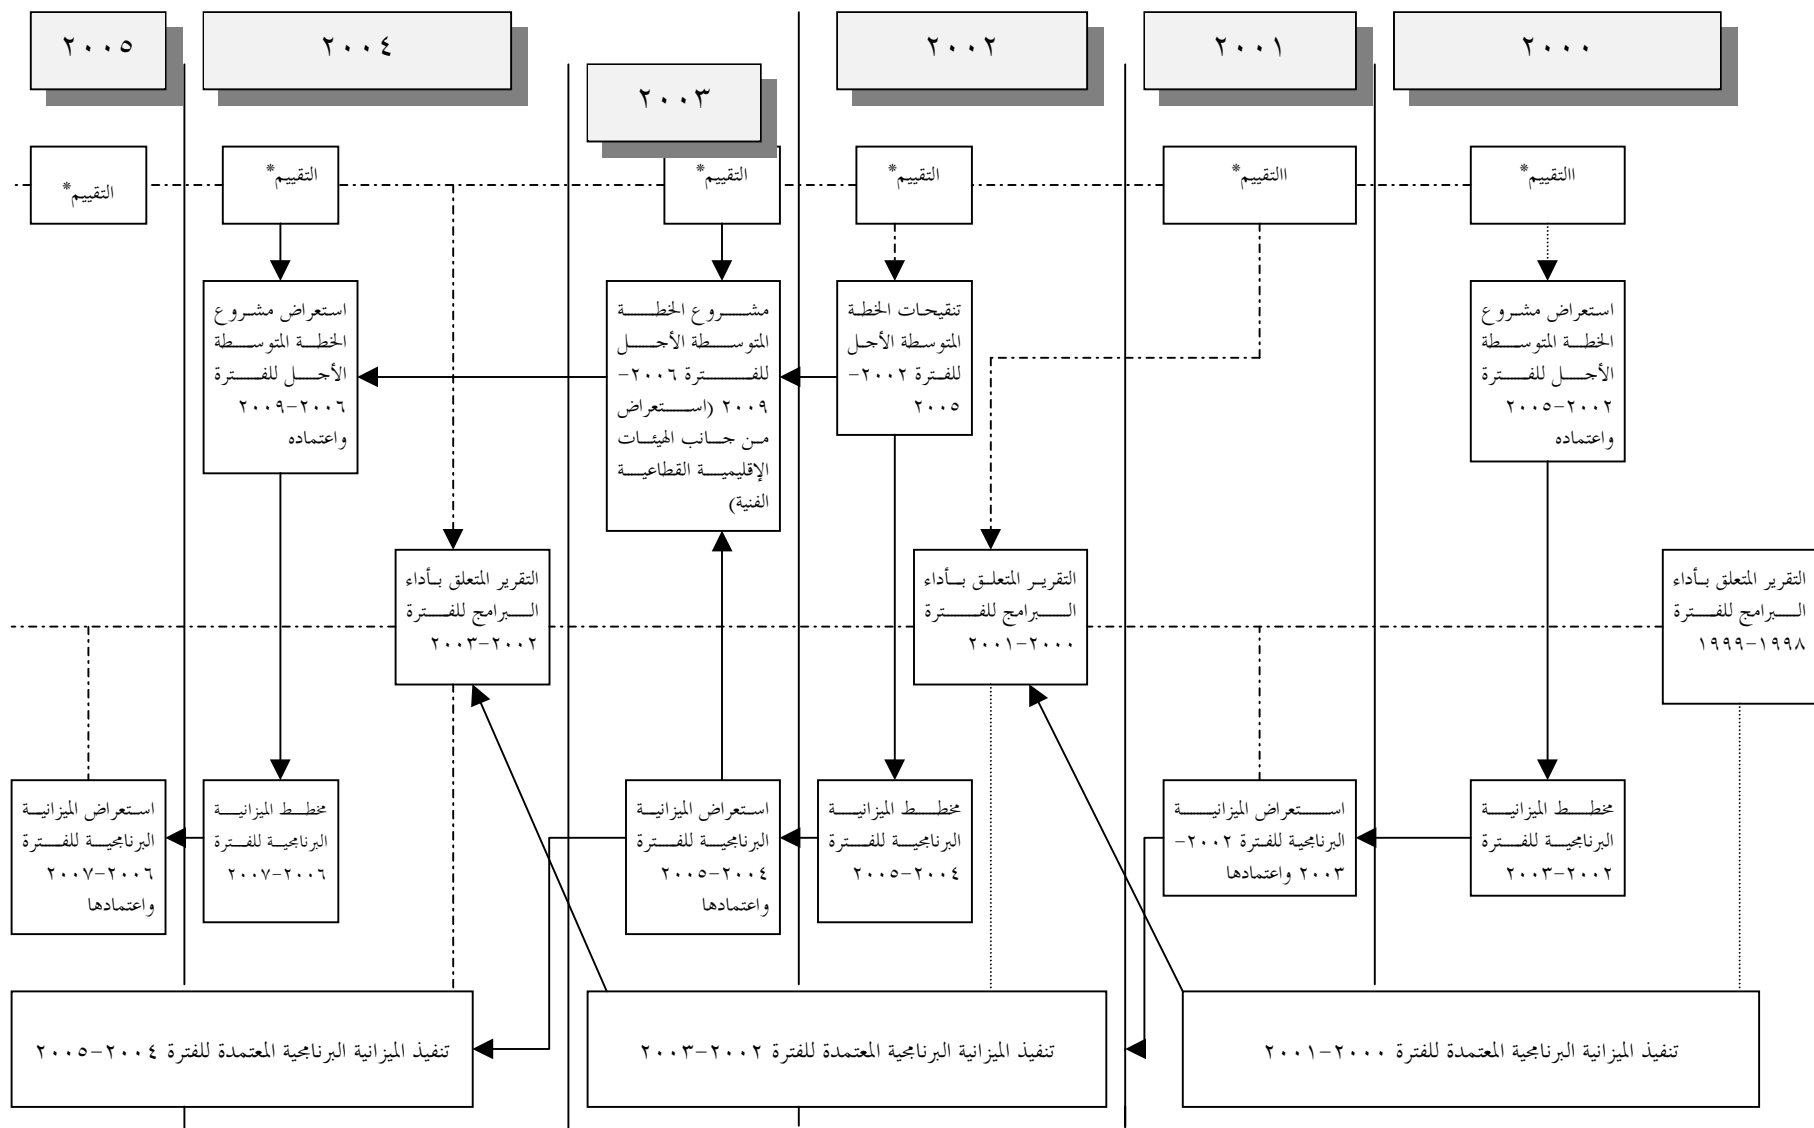 ٢٠٠٠
٢٠٠١
٢٠٠٢
٢٠٠٣
٢٠٠٤
٢٠٠٥
االتقييم*
االتقييم*
التقييم*
التقييم*
التقييم*
التقييم*
استعراض مشروع
الخطة المتوسطة
الأجل للفترة
٢٠٠٢-٢٠٠٥
واعتماده
تنقيحات الخطة
المتوسطة الأجل
للفترة ٢٠٠٢-
٢٠٠٥
مشروع الخطة
المتوسطة الأجل
للفترة ٢٠٠٦-
٢٠٠٩ (استعراض
من جانب الهيئات
الإقليمية القطاعية
الفنية)
استعراض مشروع
الخطة المتوسطة
الأجل للفترة
٢٠٠٦-٢٠٠٩
واعتماده
التقرير المتعلق بأداء
البرامج للفترة
١٩٩٨-١٩٩٩
التقرير المتعلق بأداء
البرامج للفترة
٢٠٠٠-٢٠٠١
التقرير المتعلق بأداء
البرامج للفترة
٢٠٠٢-٢٠٠٣
مخطط الميزانية
البرنامجية للفترة
٢٠٠٢-٢٠٠٣
استعراض الميزانية
البرنامجية للفترة ٢٠٠٢-
٢٠٠٣ واعتمادها
مخطط الميزانية
البرنامجية للفترة
٢٠٠٤-٢٠٠٥
استعراض الميزانية
البرنامجية للفترة
٢٠٠٤-٢٠٠٥
واعتمادها
مخطط الميزانية
البرنامجية للفترة
٢٠٠٦-٢٠٠٧
استعراض الميزانية
البرنامجية للفترة
٢٠٠٦-٢٠٠٧
واعتمادها
تنفيذ الميزانية البرنامجية المعتمدة للفترة ٢٠٠٠-٢٠٠١
تنفيذ الميزانية البرنامجية المعتمدة للفترة ٢٠٠٢-٢٠٠٣
تنفيذ الميزانية البرنامجية المعتمدة للفترة ٢٠٠٤-٢٠٠٥